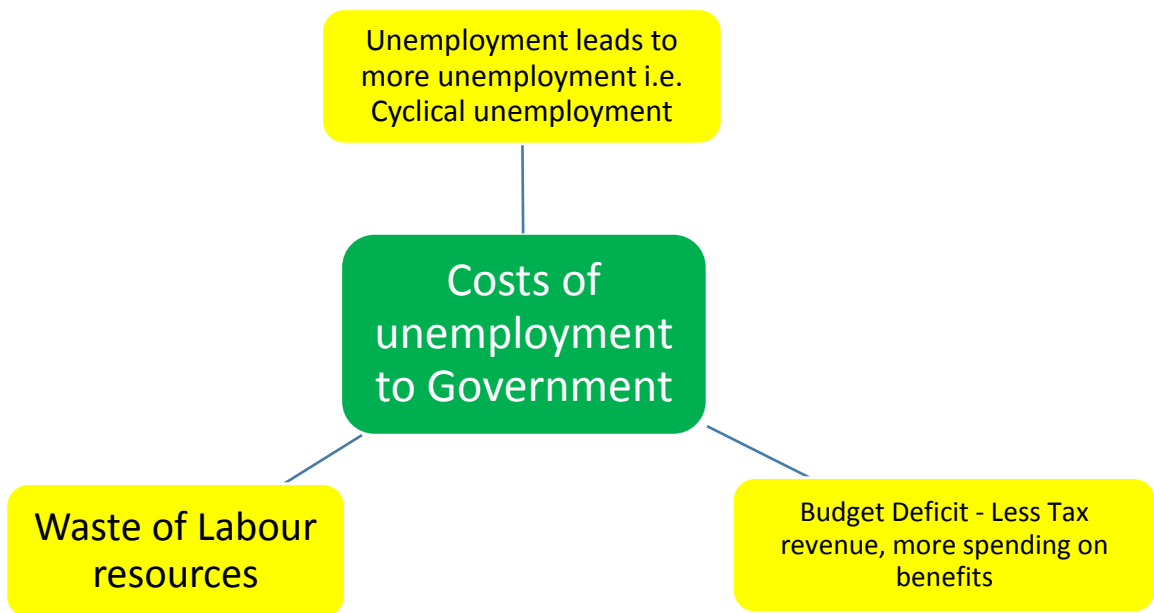 Unemployment leads to
more unemployment i.e.
Cyclical unemployment
Costs of
unemployment
to Government
Waste of Labour
resources
Budget Deficit - Less Tax
revenue, more spending on
benefits